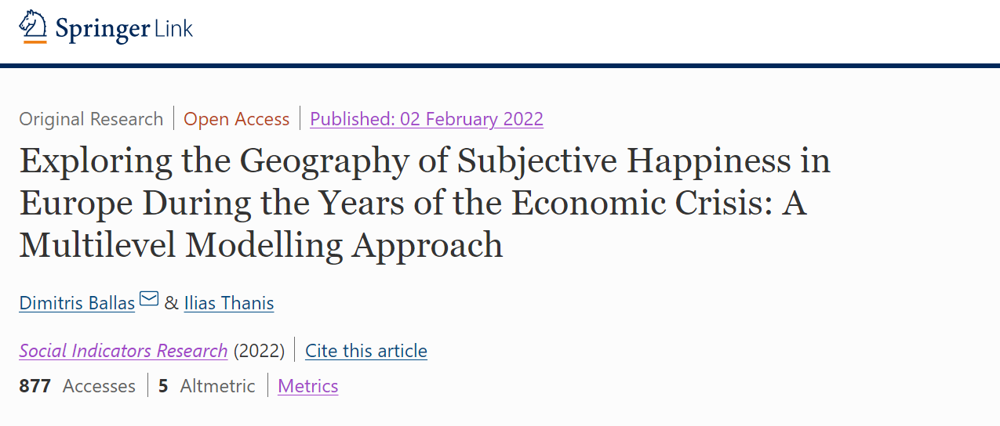 Springer Link
Original Research | Open Access | Published: 02 February 2022
Exploring the Geography of Subjective Happiness in
Europe During the Years of the Economic Crisis: A
Multilevel Modelling Approach
Dimitris Ballas & Ilias Thanis
Social Indicators Research (2022) | Cite this article
877 Accesses | 5 Altmetric | Metrics